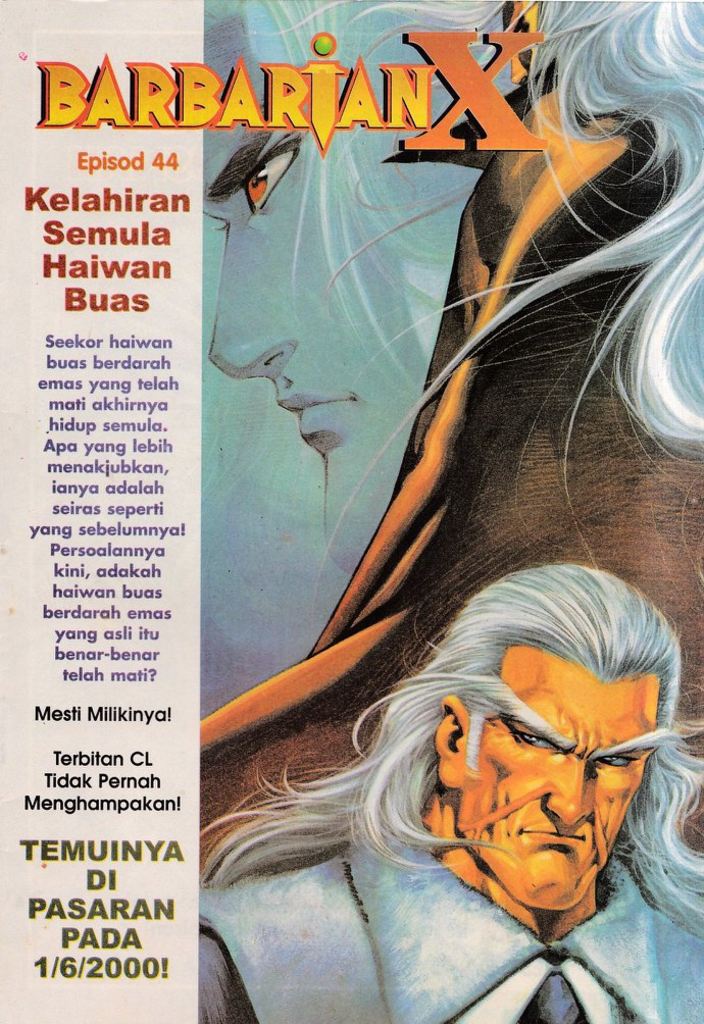 BARBARIAN X
Episod 44
Kelahiran
Semula
Haiwan
Buas
Seekor haiwan
buas berdarah
emas yang telah
mati akhirnya
hidup semula.
Apa yang lebih
menakjubkan,
ianya adalah
seiras seperti
yang sebelumnya!
Persoalannya
kini, adakah
haiwan buas
berdarah emas
yang asli itu
benar-benar
telah mati?
Mesti Milikinya!
Terbitan CL
Tidak Pernah
Menghampakan!
TEMUINYA
DI
PASARAN
PADA
1/6/2000!